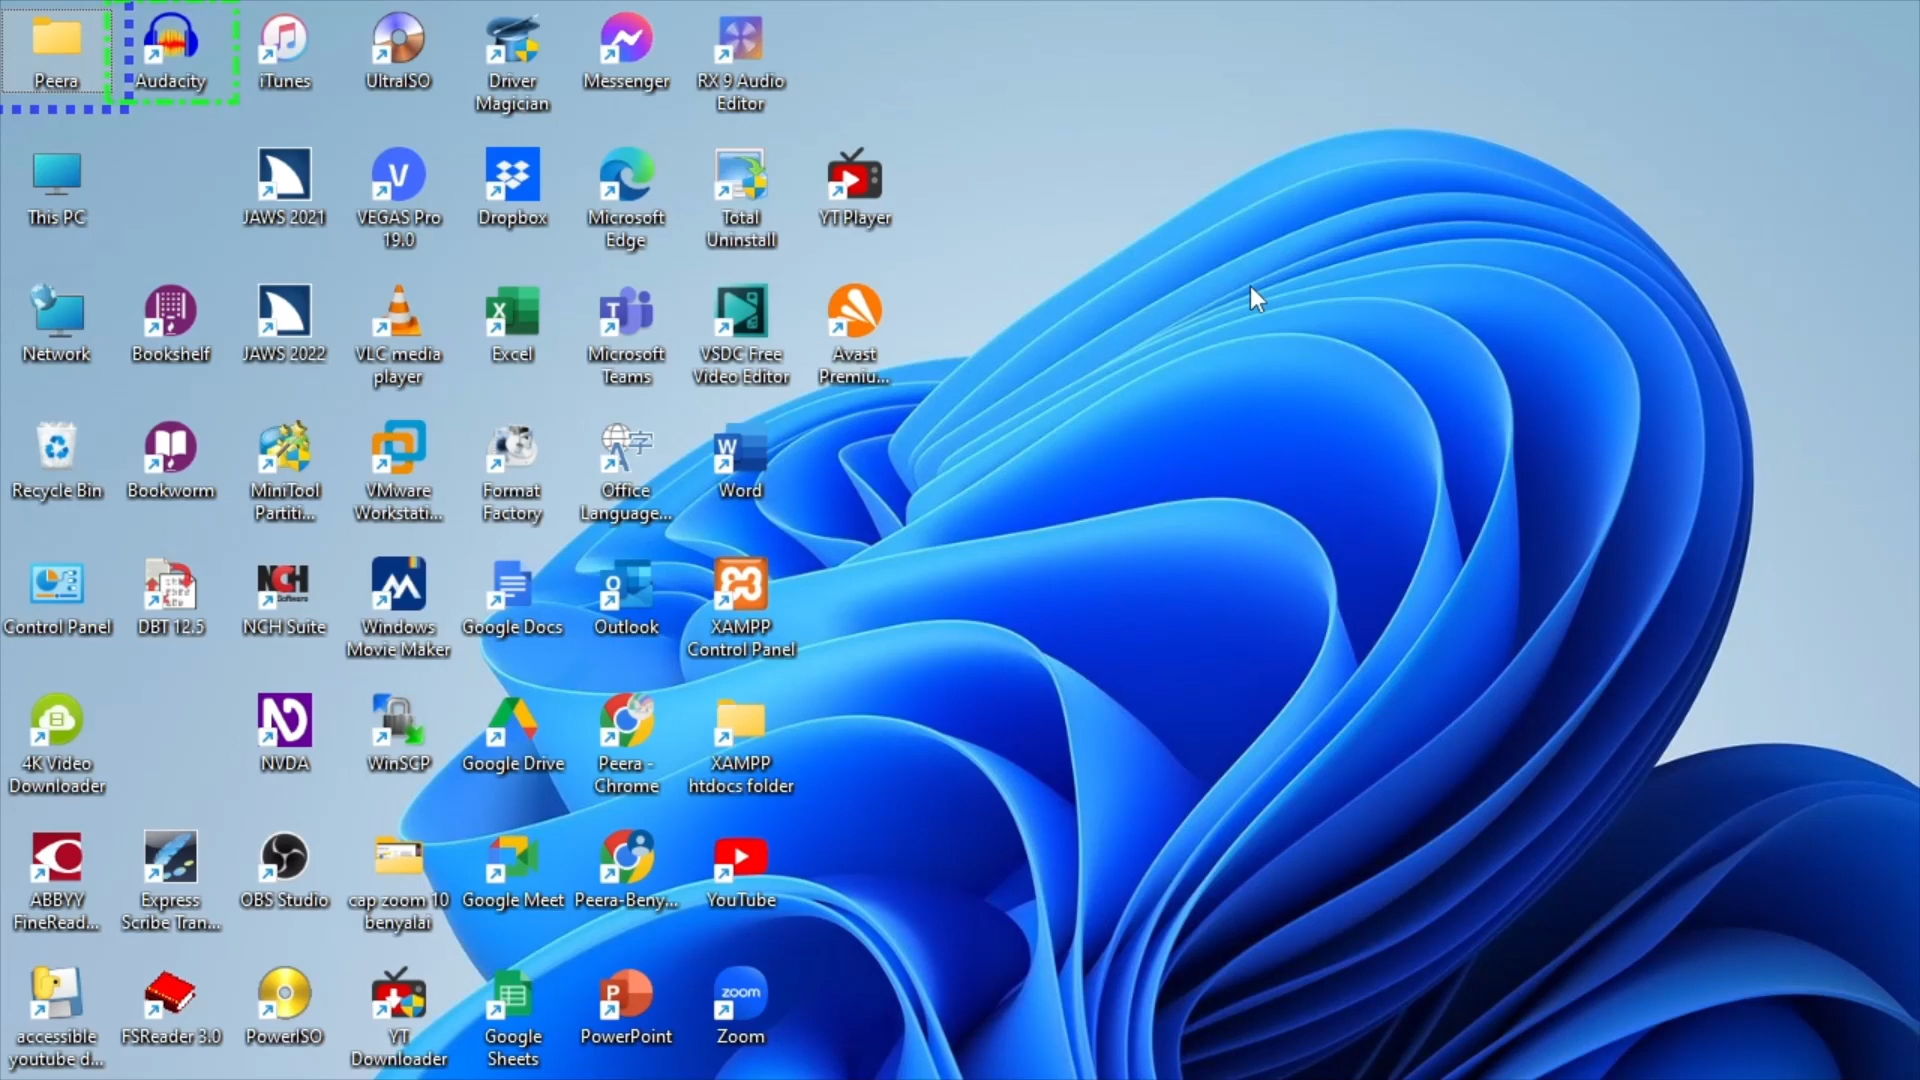 Peera
Audacity
iTunes
UltraISO
Driver
Magician
Messenger
RX 9 Audio
Editor
This PC
JAWS 2021
V
VEGAS Pro
19.0
Dropbox
Microsoft
Edge
Total
Uninstall
YT Player
Network
Bookshelf
JAWS 2022
VLC media
player
X
Excel
T
Microsoft
Teams
VSDC Free
Video Editor
Avast
Premiu...
Recycle Bin
Bookworm
MiniTool
Partiti...
VMware
Workstati...
Format
Factory
A字
Office
Language...
W
Word
Control Panel
DBT 12.5
NCH
Software
NCH Suite
Windows
Movie Maker
Google Docs
O
Outlook
XAMPP
Control Panel
4K Video
Downloader
NVDA
WinSCP
Google Drive
Peera -
Chrome
XAMPP
htdocs folder
ABBYY
FineRead...
Express
Scribe Tran...
OBS Studio
cap zoom 10
benyalai
Google Meet
Peera-Beny...
YouTube
accessible
youtube d...
FSReader 3.0
PowerISO
YT
Downloader
Google
Sheets
P
PowerPoint
zoom
Zoom